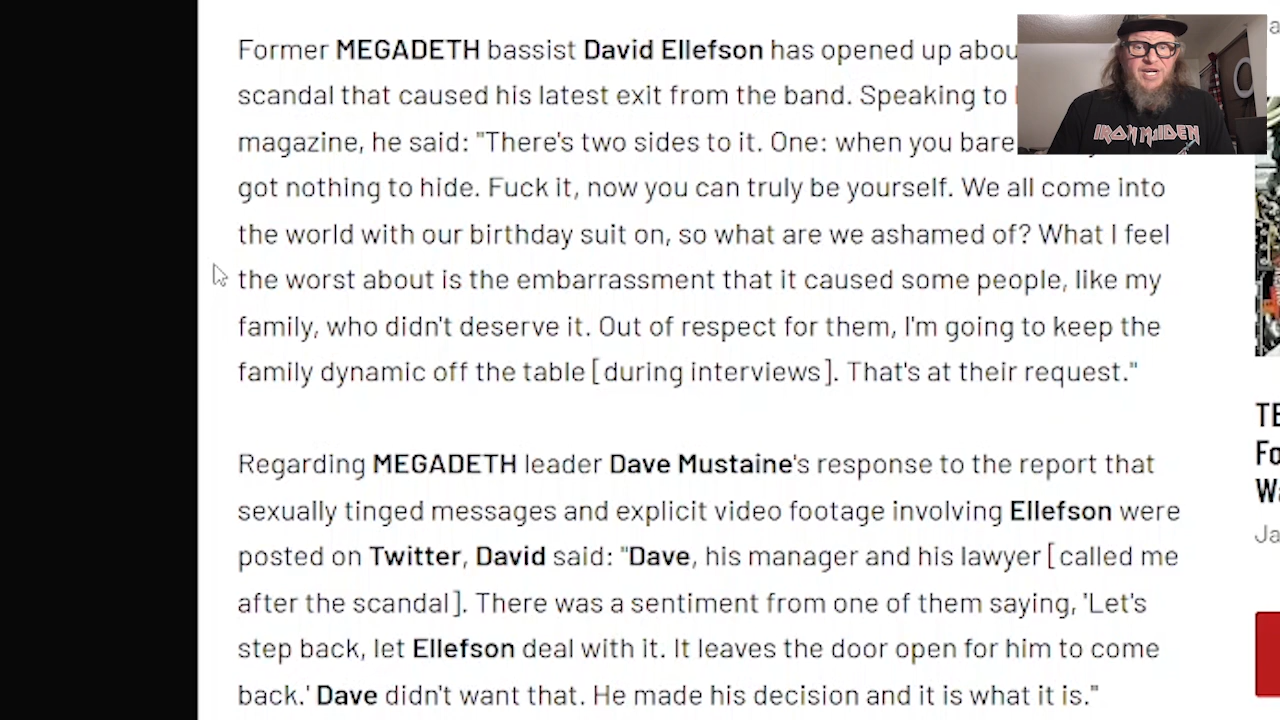 Former MEGADETH bassist David Ellefson has opened up abou
scandal that caused his latest exit from the band. Speaking to
magazine, he said: "There's two sides to it. One: when you bare
got nothing to hide. Fuck it, now you can truly be yourself. We all come into
the world with our birthday suit on, so what are we ashamed of? What I feel
the worst about is the embarrassment that it caused some people, like my
family, who didn't deserve it. Out of respect for them, I'm going to keep the
family dynamic off the table [during interviews]. That's at their request."
Regarding MEGADETH leader Dave Mustaine's response to the report that
sexually tinged messages and explicit video footage involving Ellefson were
posted on Twitter, David said: "Dave, his manager and his lawyer [called me
after the scandal]. There was a sentiment from one of them saying, 'Let's
step back, let Ellefson deal with it. It leaves the door open for him to come
back.' Dave didn't want that. He made his decision and it is what it is."
IRON MAIDEN
TE
Fo
Wa
Ja